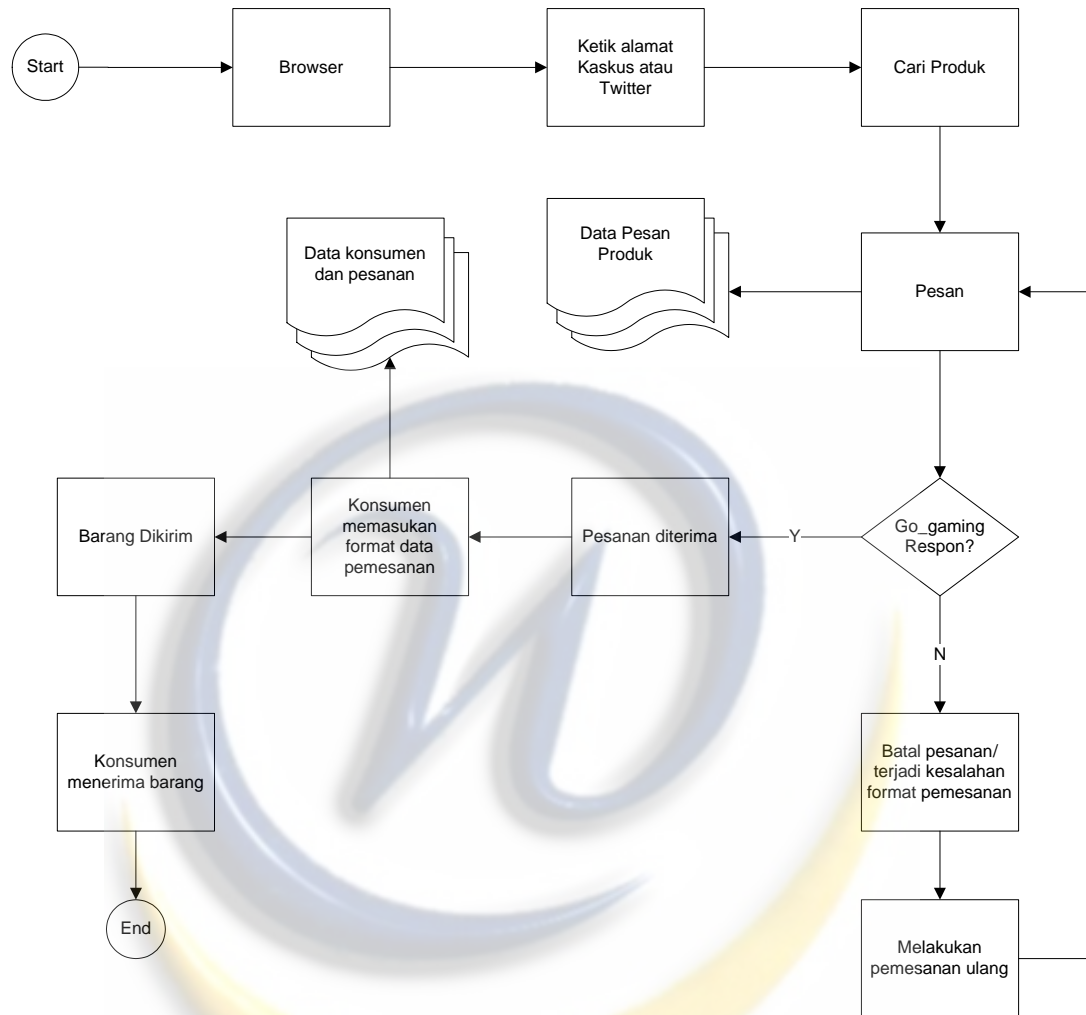 Start
Browser
Ketik alamat
Kaskus atau
Twitter
Cari Produk
Data konsumen
dan pesanan
Data Pesan
Produk
Pesan
Barang Dikirim
Konsumen
memasukan
format data
pemesanan
Pesanan diterima
Y
Go_gaming
Respon?
N
Konsumen
menerima barang
Batal pesanan/
terjadi kesalahan
format pemesanan
End
Melakukan
pemesanan ulang